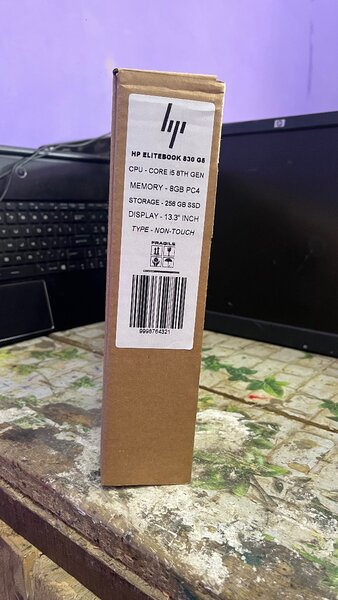 hp
HP ELITEBOOK 830 G5
CPU - CORE i5 8TH GEN
MEMORY - 8GB PC4
STORAGE - 256 GB SSD
DISPLAY - 13.3" INCH
TYPE - NON-TOUCH
FRAGILE
9998764321